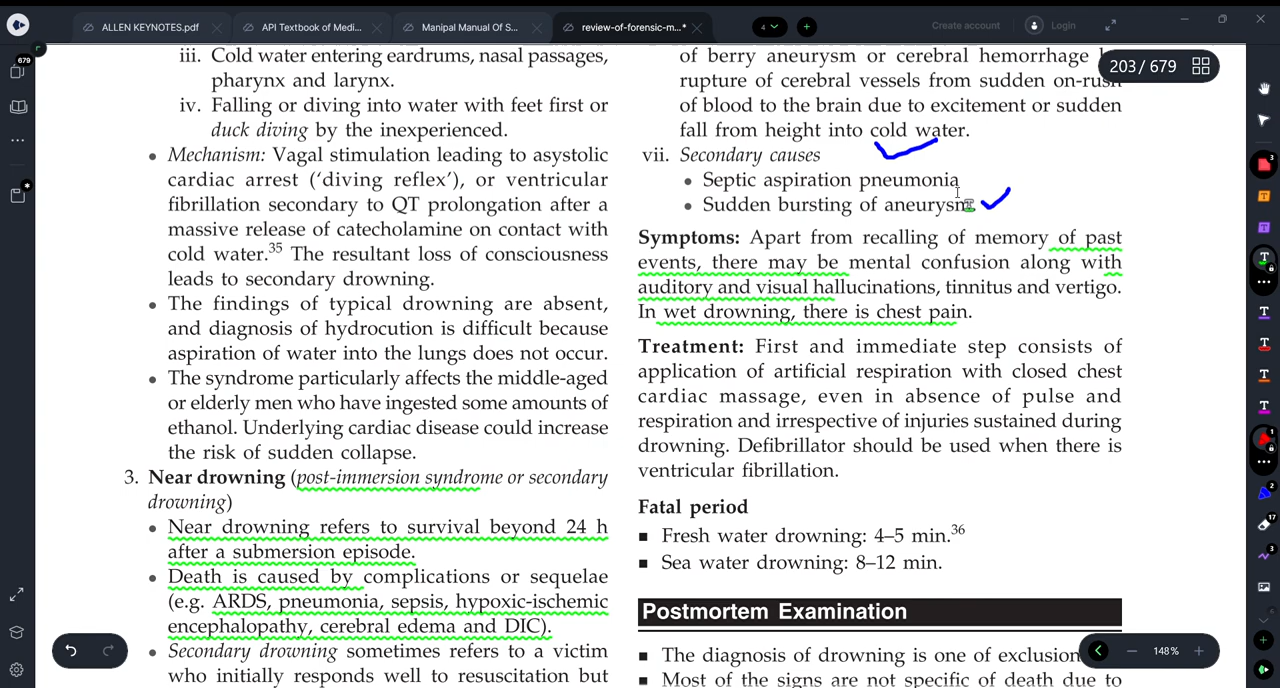 ALLEN KEYNOTES.pdf
API Textbook of Medi...
Manipal Manual Of S...
review-of-forensic-m...*
4
Create account
Login
679
203/679
iii. Cold water entering eardrums, nasal passages,
pharynx and larynx.
iv. Falling or diving into water with feet first or
duck diving by the inexperienced.
• Mechanism: Vagal stimulation leading to asystolic
cardiac arrest ('diving reflex'), or ventricular
fibrillation secondary to QT prolongation after a
massive release of catecholamine on contact with
cold water.35 The resultant loss of consciousness
leads to secondary drowning.
• The findings of typical drowning are absent,
and diagnosis of hydrocution is difficult because
aspiration of water into the lungs does not occur.
• The syndrome particularly affects the middle-aged
or elderly men who have ingested some amounts of
ethanol. Underlying cardiac disease could increase
the risk of sudden collapse.
3. Near drowning (post-immersion syndrome or secondary
drowning)
• Near drowning refers to survival beyond 24 h
after a submersion episode.
• Death is caused by complications or sequelae
(e.g. ARDS, pneumonia, sepsis, hypoxic-ischemic
encephalopathy, cerebral edema and DIC).
• Secondary drowning sometimes refers to a victim
who initially responds well to resuscitation but
of berry aneurysm or cerebral hemorrhage
rupture of cerebral vessels from sudden on-rush
of blood to the brain due to excitement or sudden
fall from height into cold water.
vii. Secondary causes
• Septic aspiration pneumonia
• Sudden bursting of aneurysm
Symptoms: Apart from recalling of memory of past
events, there may be mental confusion along with
auditory and visual hallucinations, tinnitus and vertigo.
In wet drowning, there is chest pain.
Treatment: First and immediate step consists of
application of artificial respiration with closed chest
cardiac massage, even in absence of pulse and
respiration and irrespective of injuries sustained during
drowning. Defibrillator should be used when there is
ventricular fibrillation.
Fatal period
■ Fresh water drowning: 4–5 min.36
■ Sea water drowning: 8–12 min.
Postmortem Examination
■ The diagnosis of drowning is one of exclusion
■ Most of the signs are not specific of death due to
148%